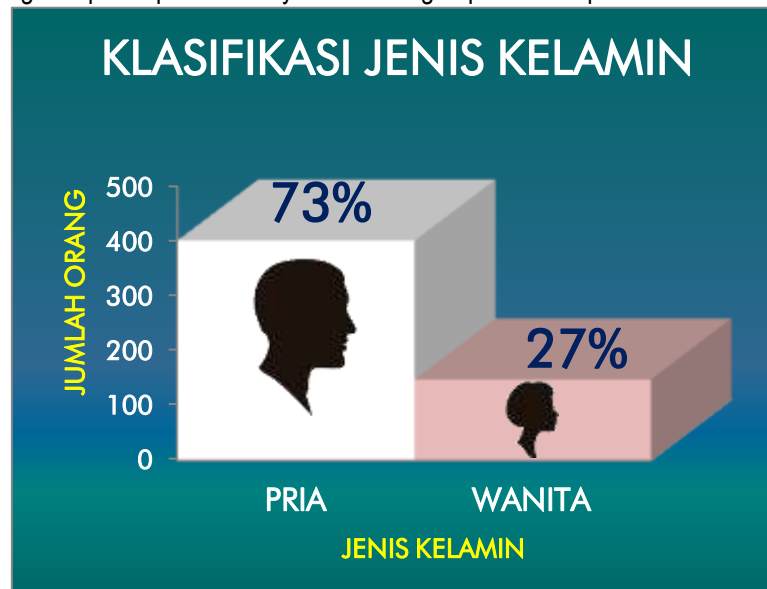 KLASIFIKASI JENIS KELAMIN
500
400
300
200
100
0
JUMLAH ORANG
73%
27%
PRIA
WANITA
JENIS KELAMIN